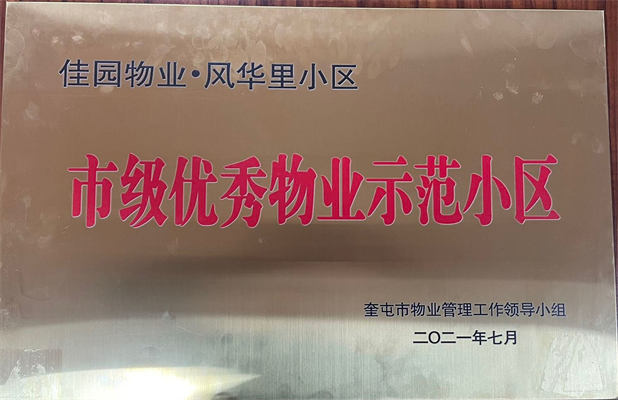 佳园物业•风华里小区
市级优秀物业示范小区
奎屯市物业管理工作领导小组
二〇二一年七月